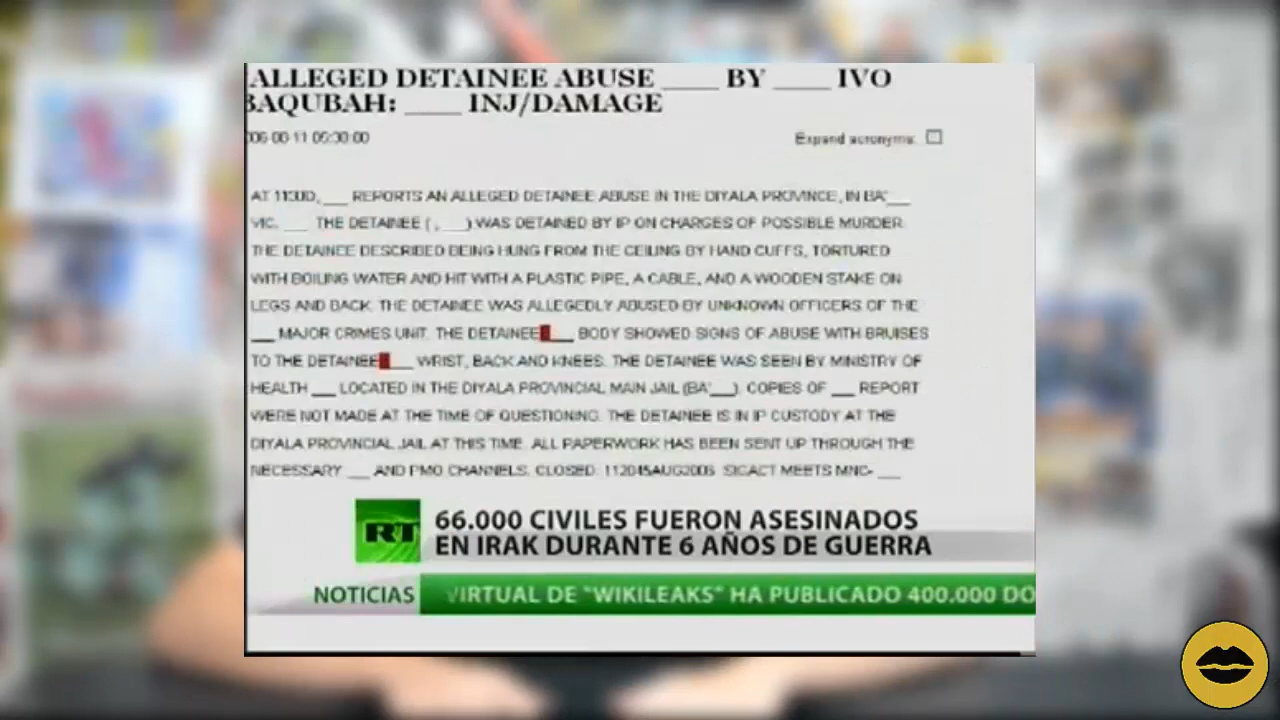 ALLEGED DETAINEE ABUSE ____ BY ____ IVO
BAQUBAH: ____ INJ/DAMAGE
Expand acronyms:
AT 1130D, ___ REPORTS AN ALLEGED DETAINEE ABUSE IN THE DIYALA PROVINCE, IN BA'___
VIC. ___ THE DETAINEE ( , ___) WAS DETAINED BY IP ON CHARGES OF POSSIBLE MURDER.
THE DETAINEE DESCRIBED BEING HUNG FROM THE CEILING BY HAND CUFFS, TORTURED
WITH BOILING WATER AND HIT WITH A PLASTIC PIPE, A CABLE, AND A WOODEN STAKE ON
LEGS AND BACK. THE DETAINEE WAS ALLEGEDLY ABUSED BY UNKNOWN OFFICERS OF THE
___ MAJOR CRIMES UNIT. THE DETAINEE ___ BODY SHOWED SIGNS OF ABUSE WITH BRUISES
TO THE DETAINEE ___ WRIST, BACK AND KNEES. THE DETAINEE WAS SEEN BY MINISTRY OF
HEALTH ___ LOCATED IN THE DIYALA PROVINCIAL MAIN JAIL (BA'___). COPIES OF ___ REPORT
WERE NOT MADE AT THE TIME OF QUESTIONING. THE DETAINEE IS IN IP CUSTODY AT THE
DIYALA PROVINCIAL JAIL AT THIS TIME. ALL PAPERWORK HAS BEEN SENT UP THROUGH THE
NECESSARY ___ AND PMO CHANNELS. CLOSED: 112045AUG2006. SIGACT MEETS MNC- ___
RT
66.000 CIVILES FUERON ASESINADOS
EN IRAK DURANTE 6 AÑOS DE GUERRA
NOTICIAS
VIRTUAL DE "WIKILEAKS" HA PUBLICADO 400.000 DO